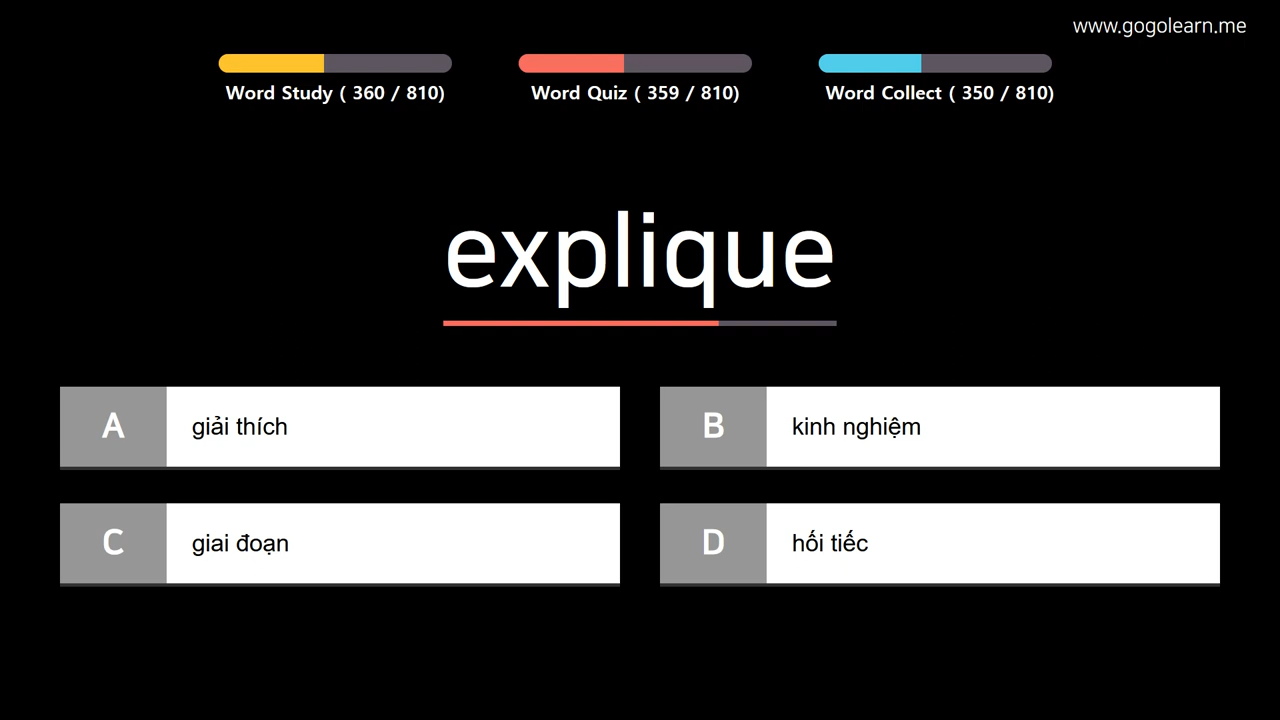 www.gogolearn.me
Word Study ( 360 / 810)
Word Quiz ( 359 / 810)
Word Collect ( 350 / 810)
explique
A giải thích
B kinh nghiệm
C giai đoạn
D hối tiếc